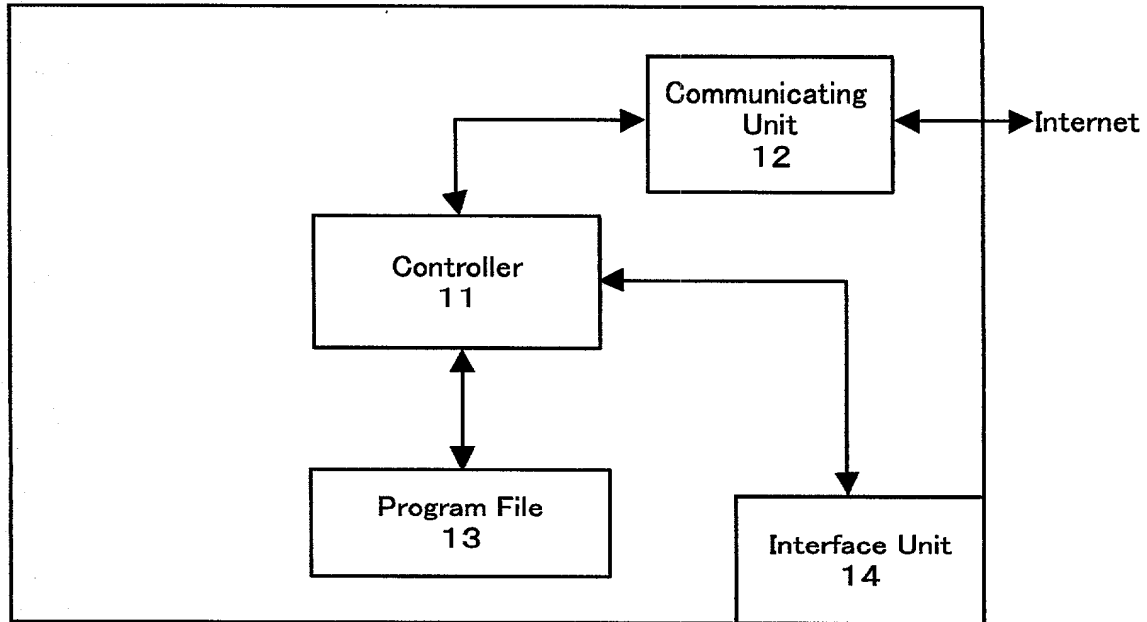 Communicating
Unit
12
Internet
Controller
11
Program File
13
Interface Unit
14